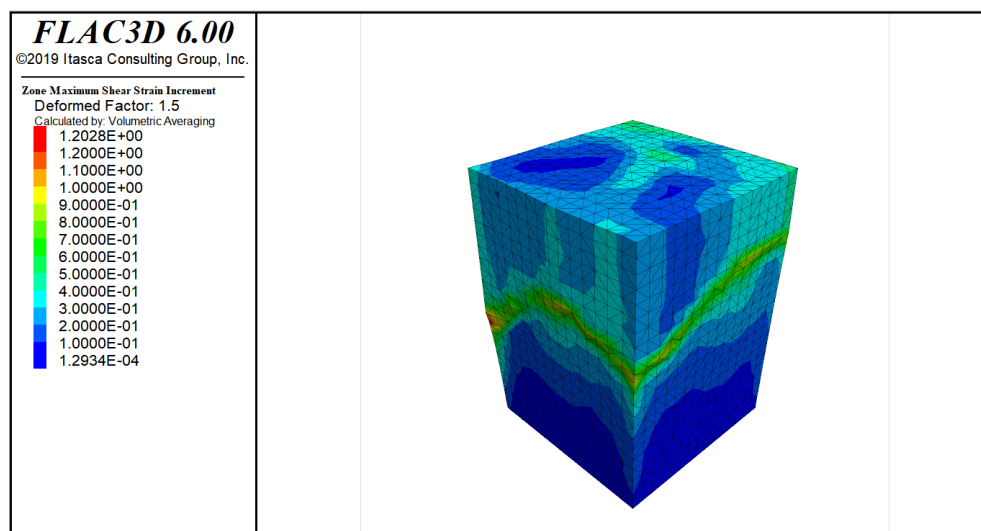 FLAC3D 6.00
©2019 Itasca Consulting Group, Inc.
Zone Maximum Shear Strain Increment
Deformed Factor: 1.5
Calculated by: Volumetric Averaging
1.2028E+00
1.2000E+00
1.1000E+00
1.0000E+00
9.0000E-01
8.0000E-01
7.0000E-01
6.0000E-01
5.0000E-01
4.0000E-01
3.0000E-01
2.0000E-01
1.0000E-01
1.2934E-04